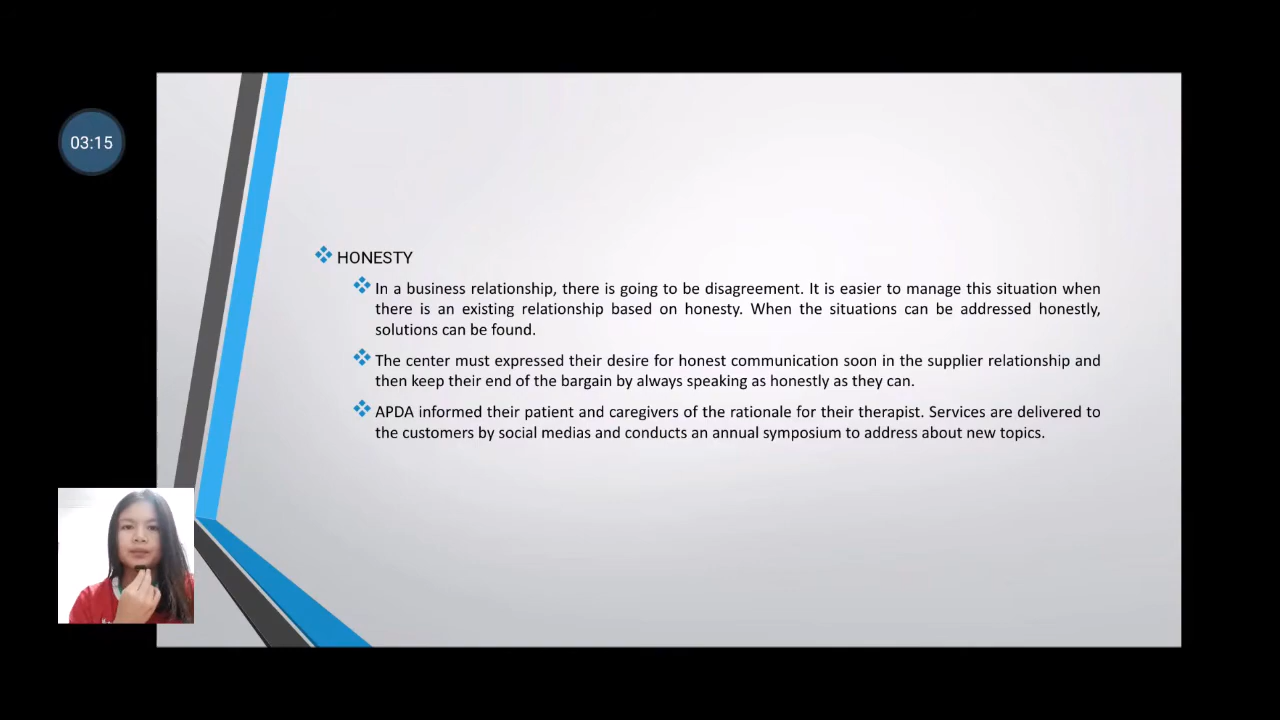 03:15
HONESTY
In a business relationship, there is going to be disagreement. It is easier to manage this situation when
there is an existing relationship based on honesty. When the situations can be addressed honestly,
solutions can be found.
The center must expressed their desire for honest communication soon in the supplier relationship and
then keep their end of the bargain by always speaking as honestly as they can.
APDA informed their patient and caregivers of the rationale for their therapist. Services are delivered to
the customers by social medias and conducts an annual symposium to address about new topics.